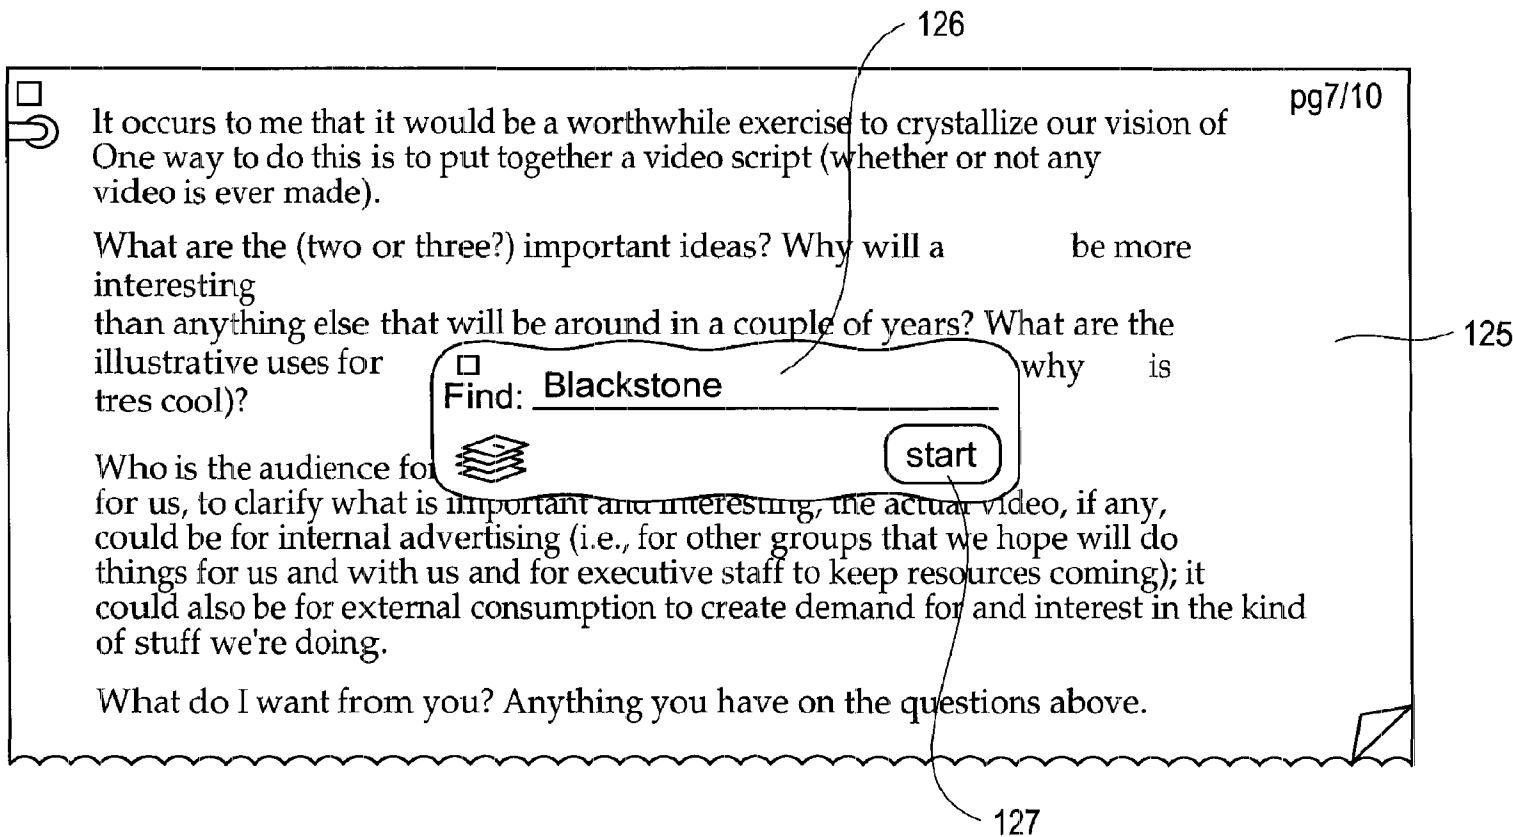 126
pg7/10
It occurs to me that it would be a worthwhile exercise to crystallize our vision of
One way to do this is to put together a video script (whether or not any
video is ever made).
What are the (two or three?) important ideas? Why will a be more
interesting
than anything else that will be around in a couple of years? What are the
125
illustrative uses for why is
tres cool)?
Find: Blackstone
start
Who is the audience for
for us, to clarify what is important and interesting, the actual video, if any,
could be for internal advertising (i.e., for other groups that we hope will do
things for us and with us and for executive staff to keep resources coming); it
could also be for external consumption to create demand for and interest in the kind
of stuff we're doing.
What do I want from you? Anything you have on the questions above.
127